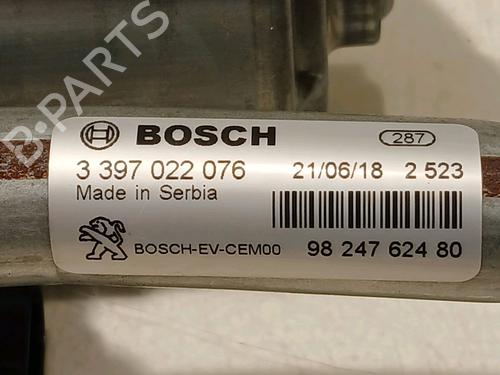 B-PARTS
BOSCH 287
3 397 022 076 21/06/18 2 523
Made in Serbia
BOSCH-EV-CEM00 98 247 624 80